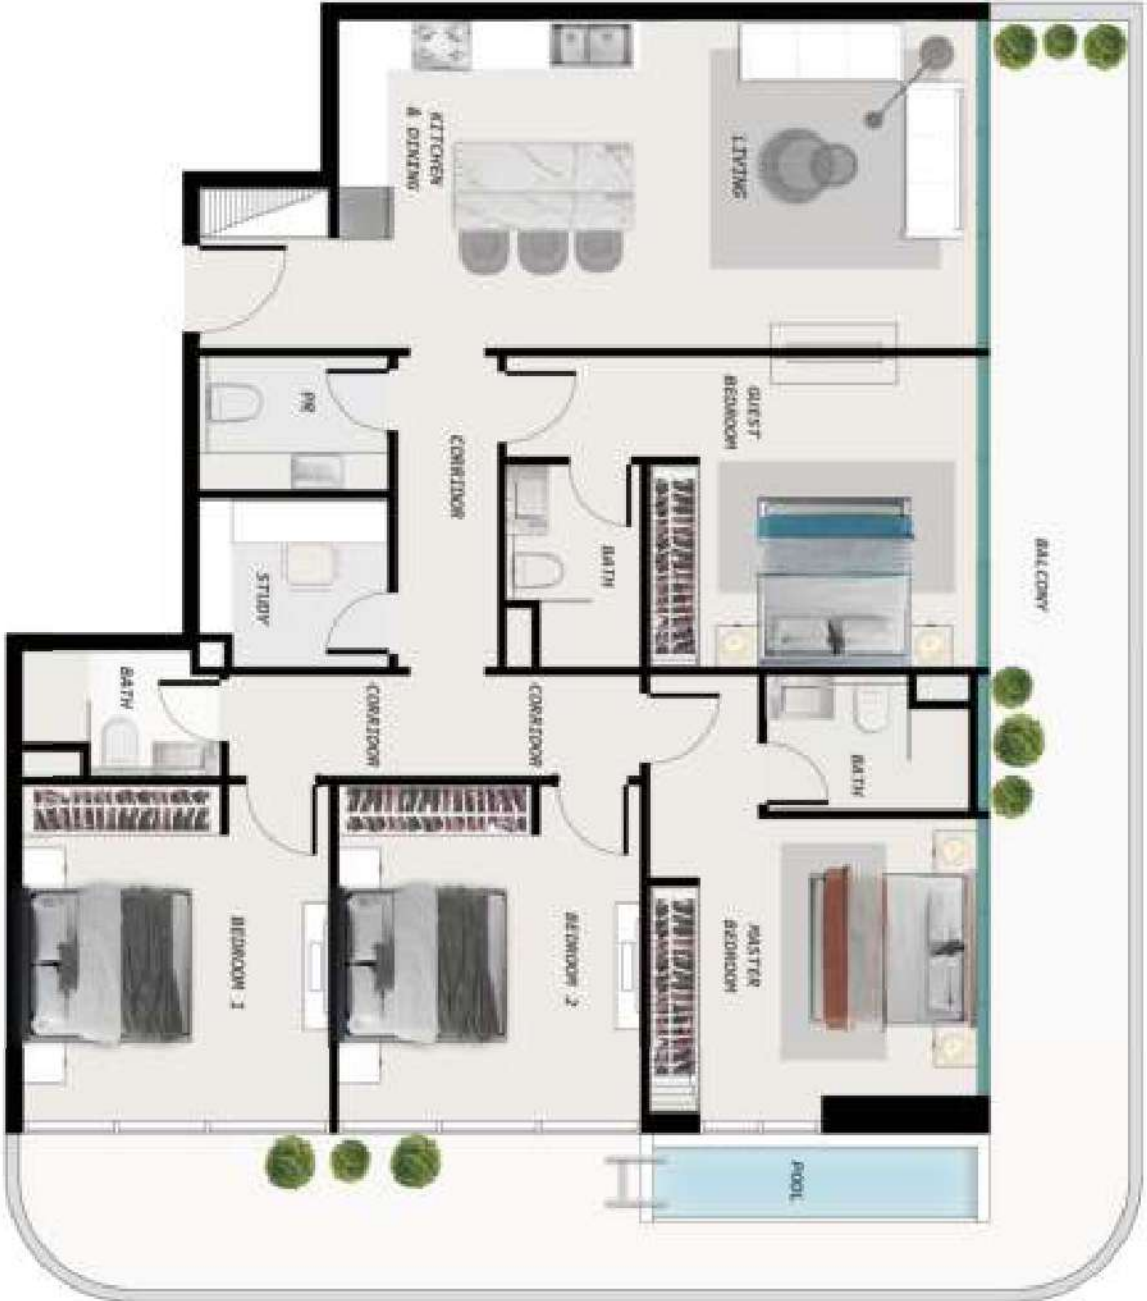 KITCHEN
& DINING
LIVING
PR
CORRIDOR
GUEST
BEDROOM
STUDY
BATH
BALCONY
BATH
CORRIDOR
CORRIDOR
BATH
BEDROOM 1
BEDROOM 2
MASTER
BEDROOM
POOL